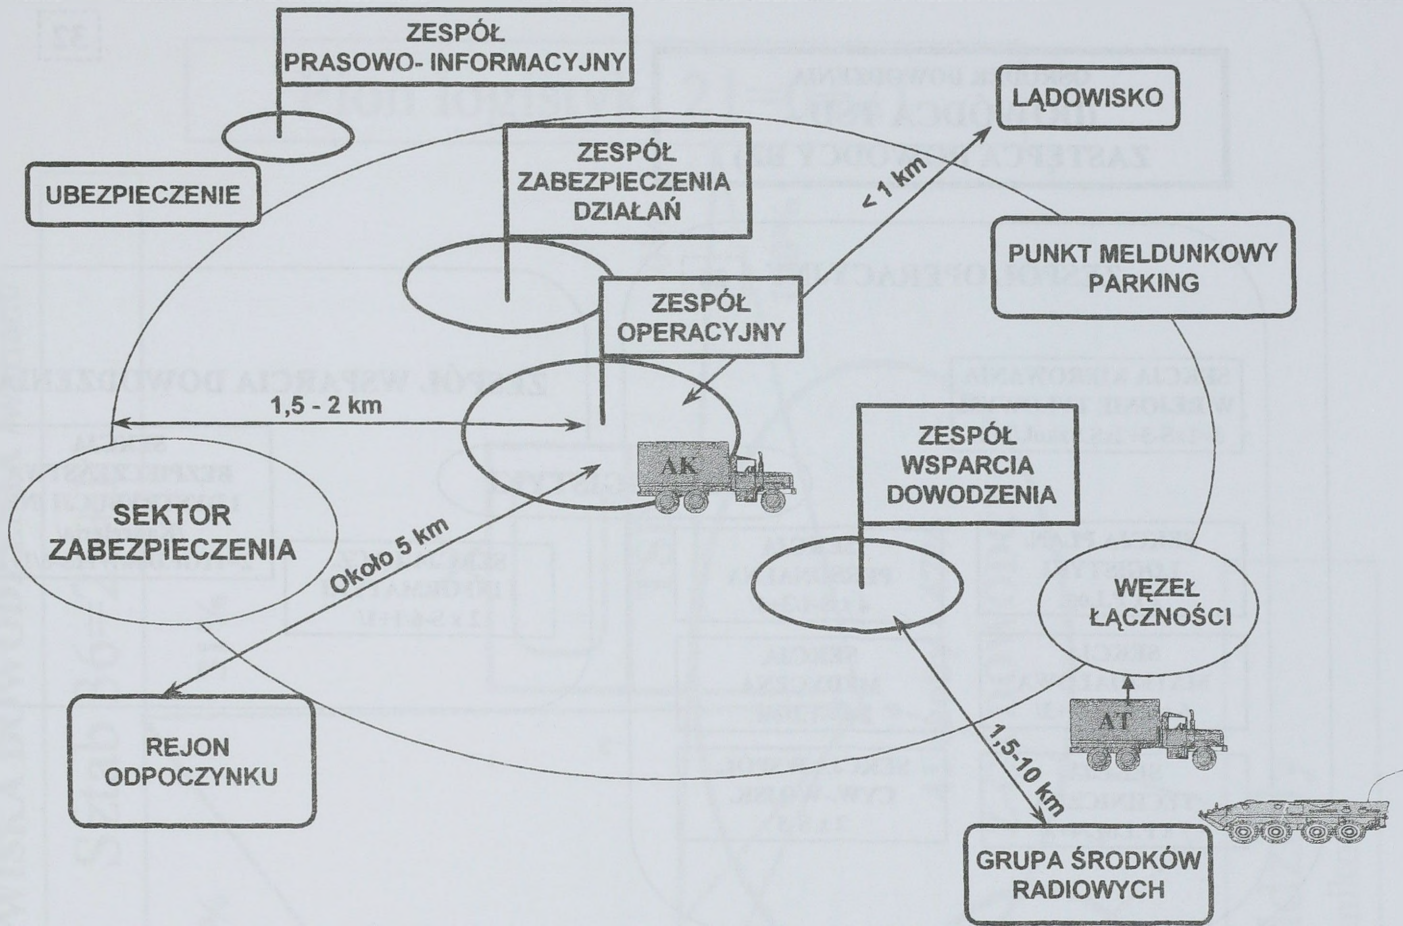 ZESPÓŁ
PRASOWO- INFORMACYJNY
LĄDOWISKO
UBEZPIECZENIE
ZESPÓŁ
ZABEZPIECZENIA
DZIAŁAŃ
< 1 km
PUNKT MELDUNKOWY
PARKING
ZESPÓŁ
OPERACYJNY
1,5 - 2 km
ZESPÓŁ
WSPARCIA
DOWODZENIA
AK
SEKTOR
ZABEZPIECZENIA
Około 5 km
WĘZEŁ
ŁĄCZNOŚCI
AT
REJON
ODPOCZYNKU
1,5-10 km
GRUPA ŚRODKÓW
RADIOWYCH